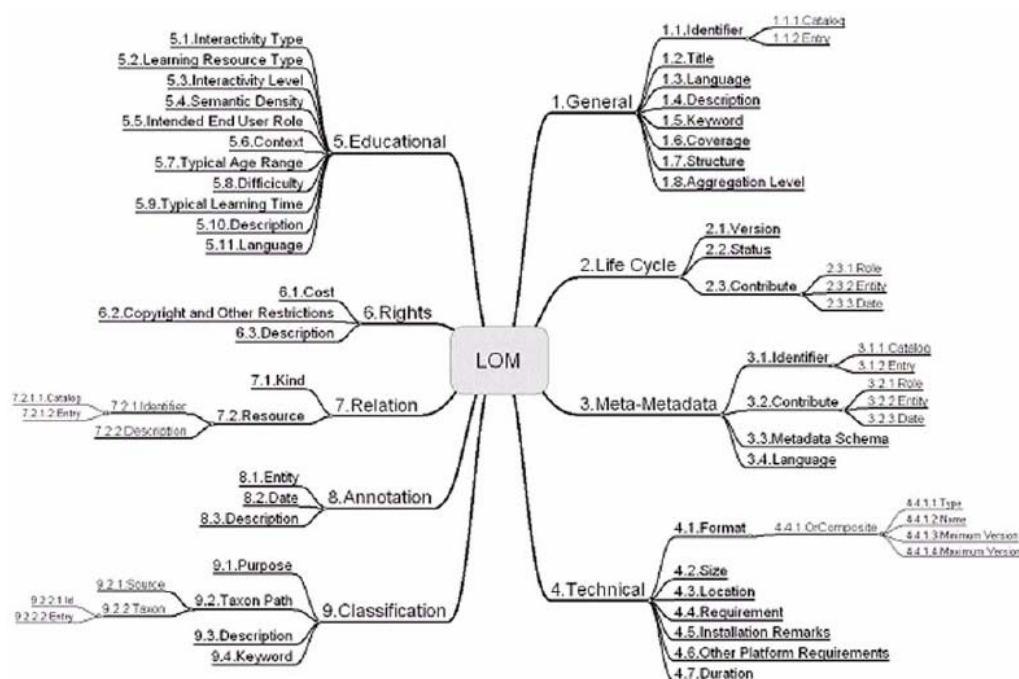 LOM
1.General
1.1.Identifier
1.1.1.Catalog
1.1.2 Entry
1.2.Title
1.3.Language
1.4.Description
1.5.Keyword
1.6.Coverage
1.7.Structure
1.8.Aggregation Level
2.Life Cycle
2.1.Version
2.2.Status
2.3.Contribute
2.3.1 Role
2.3.2.Entity
2.3.3.Date
3.Meta-Metadata
3.1.Identifier
3.1.1.Catalog
3.1.2 Entry
3.2.Contribute
3.2.1 Role
3.2.2 Entity
3.2.3 Date
3.3.Metadata Schema
3.4.Language
4.Technical
4.1.Format
4.4.1.OrComposite
4.4.1.1 Type
4.4.1.2 Name
4.4.1.3 Minimum Version
4.4.1.4 Maximum Version
4.2.Size
4.3.Location
4.4.Requirement
4.5.Installation Remarks
4.6.Other Platform Requirements
4.7.Duration
5.Educational
5.1.Interactivity Type
5.2.Learning Resource Type
5.3.Interactivity Level
5.4.Semantic Density
5.5.Intended End User Role
5.6.Context
5.7.Typical Age Range
5.8.Difficiculty
5.9.Typical Learning Time
5.10.Description
5.11.Language
6.Rights
6.1.Cost
6.2.Copyright and Other Restrictions
6.3.Description
7.Relation
7.1.Kind
7.2.Resource
7.2.1.Identifier
7.2.1.1.Catalog
7.2.1.2 Entry
7.2.2 Description
8.Annotation
8.1.Entity
8.2.Date
8.3.Description
9.Classification
9.1.Purpose
9.2.Taxon Path
9.2.1.Source
9.2.2.Taxon
9.2.2.1 Id
9.2.2.2 Entry
9.3.Description
9.4.Keyword